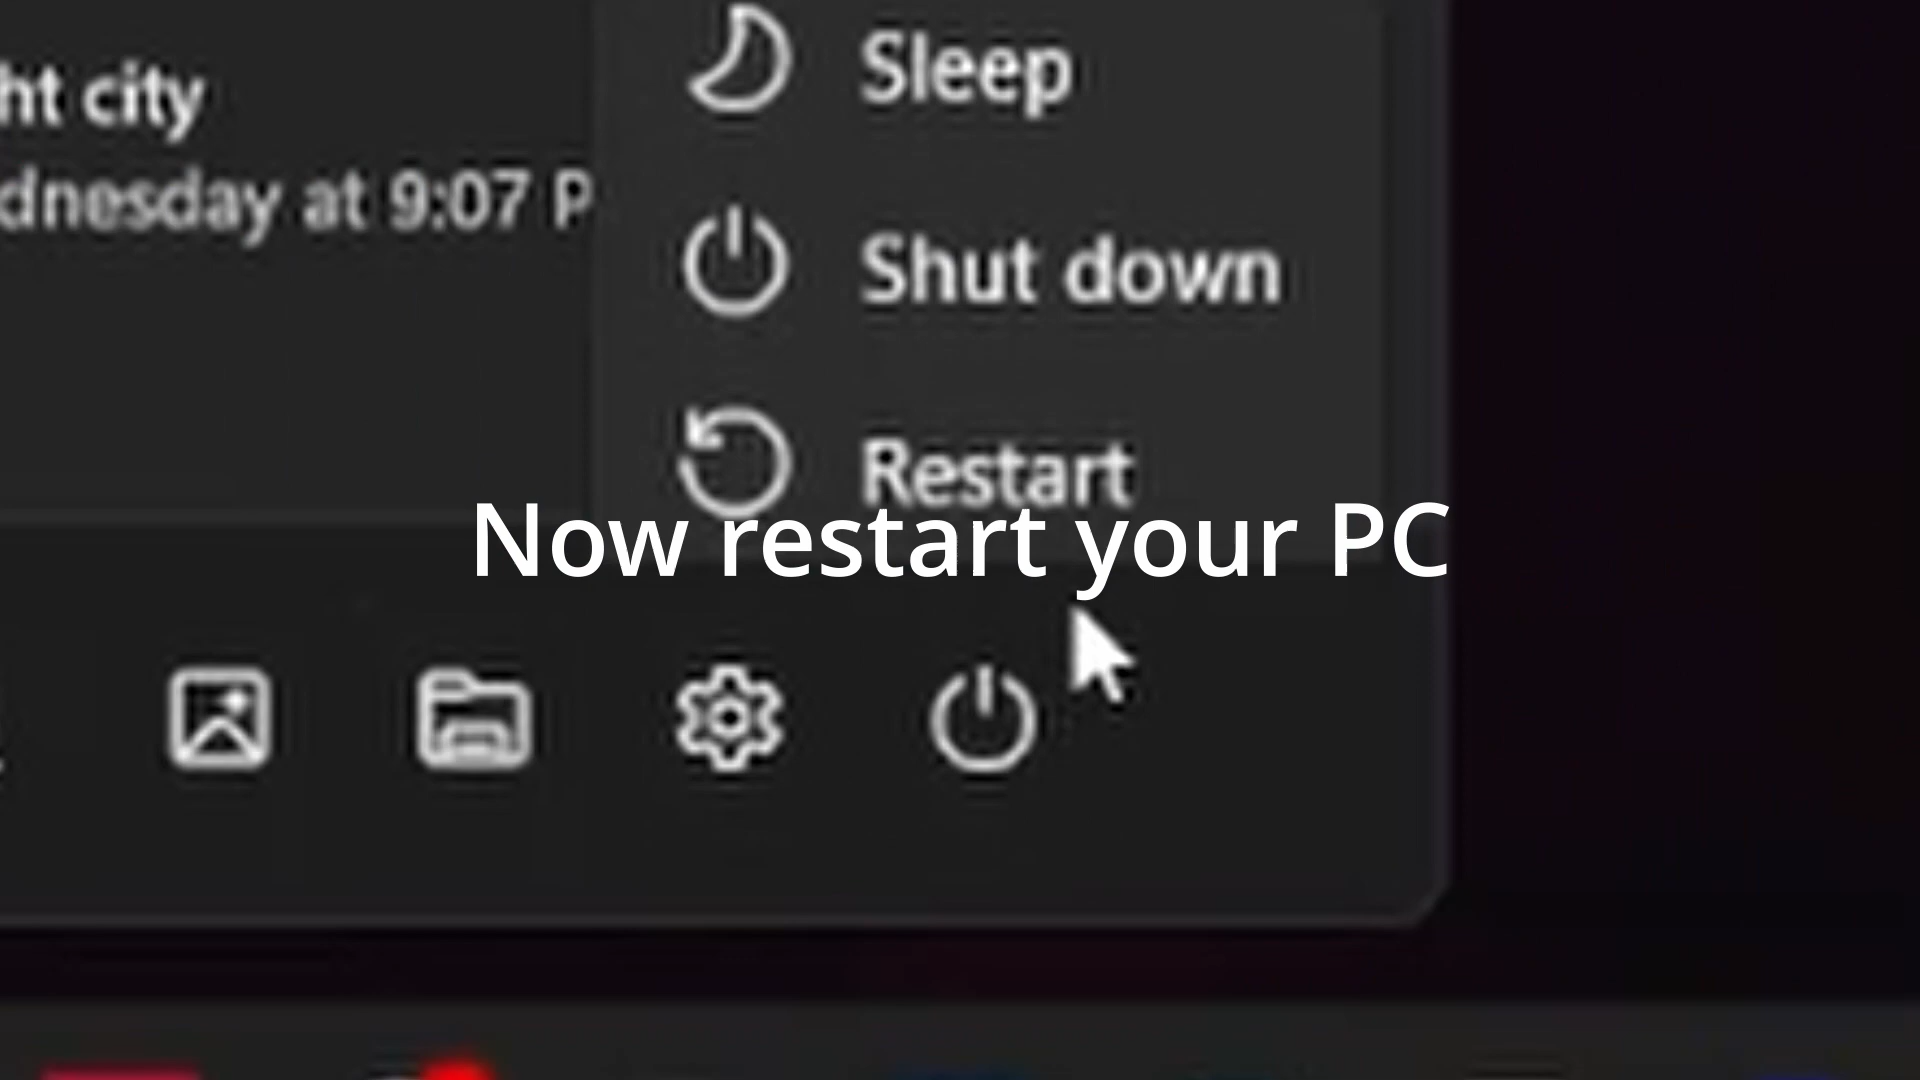 ht city
dnesday at 9:07 P
Sleep
Shut down
Restart
Now restart your PC